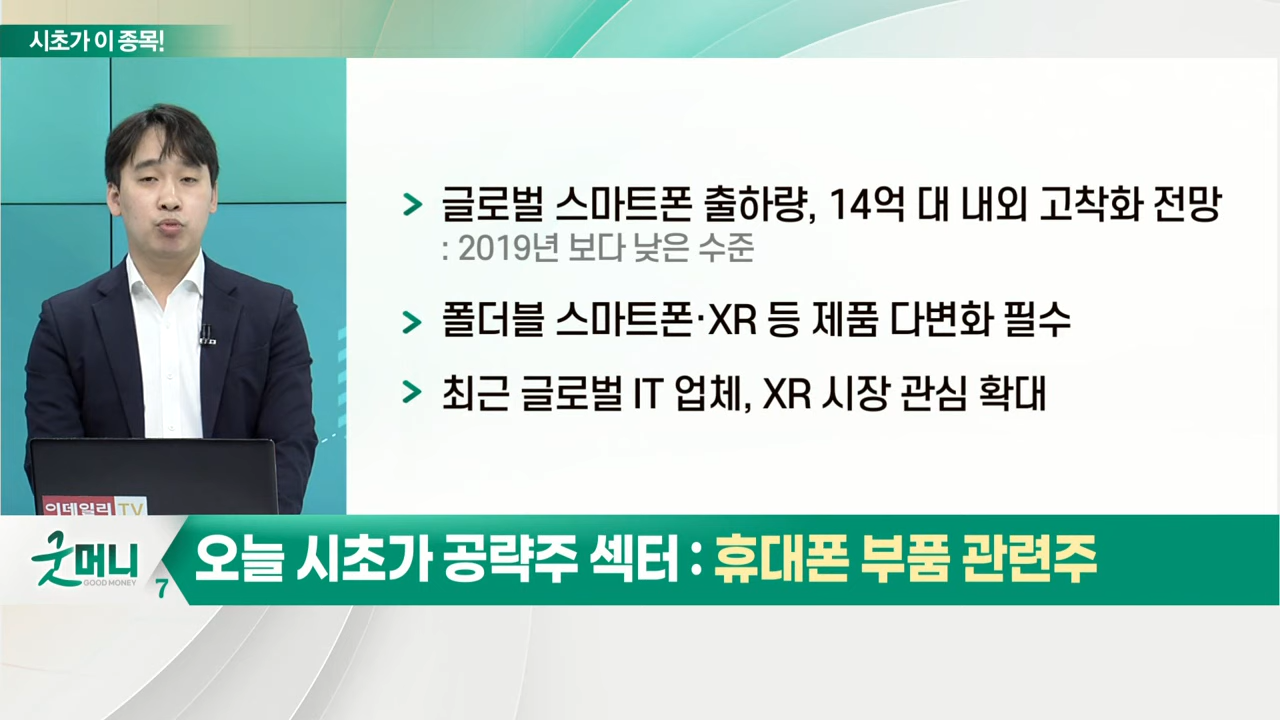 시초가 이 종목!
> 글로벌 스마트폰 출하량, 14억 대 내외 고착화 전망
: 2019년 보다 낮은 수준
> 폴더블 스마트폰·XR 등 제품 다변화 필수
> 최근 글로벌 IT 업체, XR 시장 관심 확대
이데일리 TV
굿머니
GOOD MONEY
7
오늘 시초가 공략주 섹터 : 휴대폰 부품 관련주